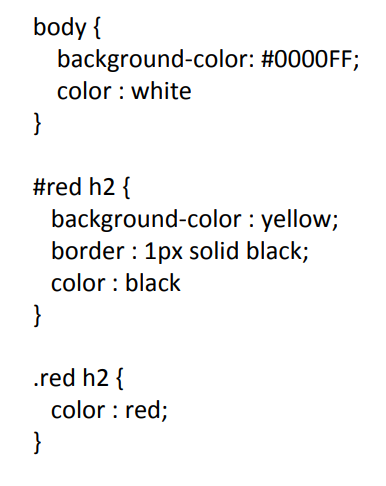 body {
background-color: #0000FF;
color : white
}
#red h2 {
background-color : yellow;
border : 1px solid black;
color : black
}
.red h2 {
color : red;
}